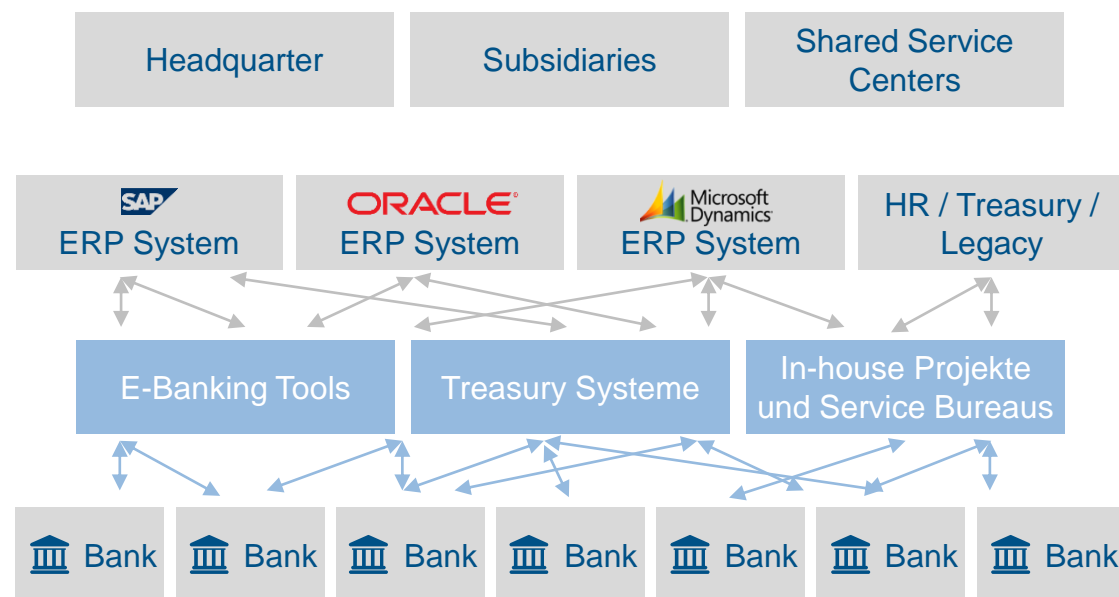 Headquarter
Subsidiaries
Shared Service
Centers
SAP
ERP System
ORACLE®
ERP System
Microsoft
Dynamics
ERP System
HR / Treasury /
Legacy
E-Banking Tools
Treasury Systeme
In-house Projekte
und Service Bureaus
Bank
Bank
Bank
Bank
Bank
Bank
Bank